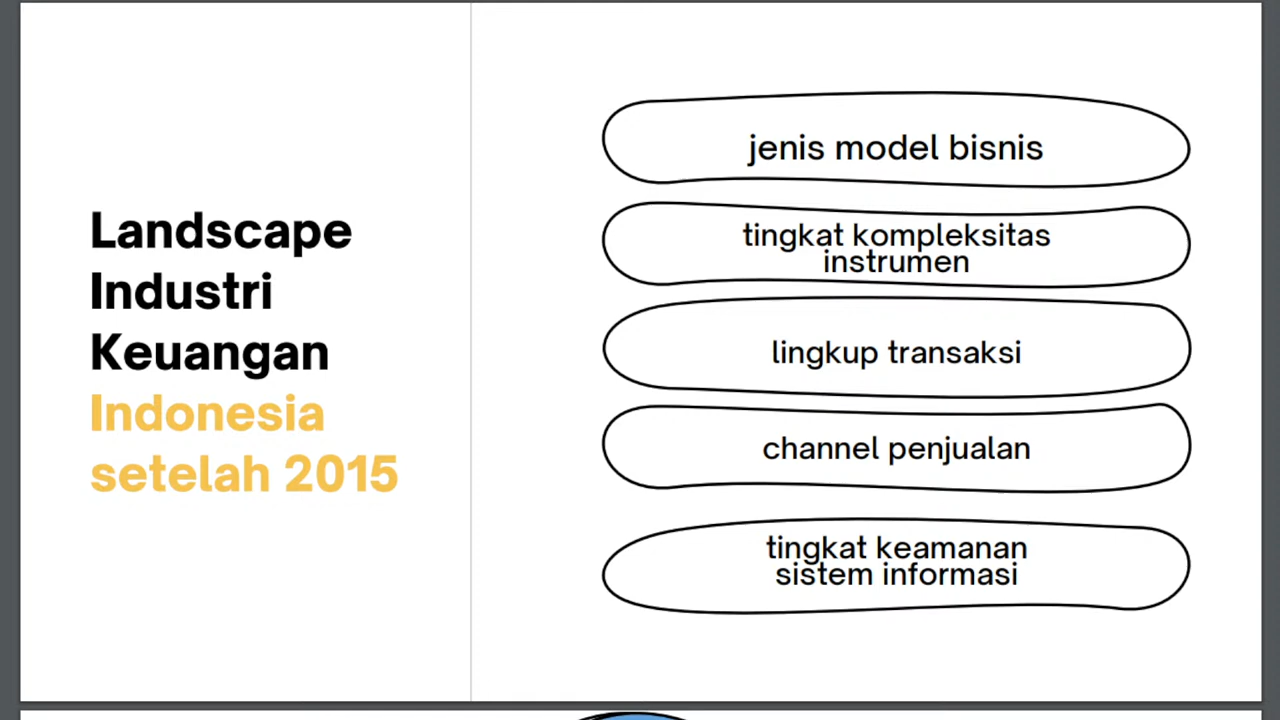 Landscape
Industri
Keuangan
Indonesia
setelah 2015
jenis model bisnis
tingkat kompleksitas
instrumen
lingkup transaksi
channel penjualan
tingkat keamanan
sistem informasi